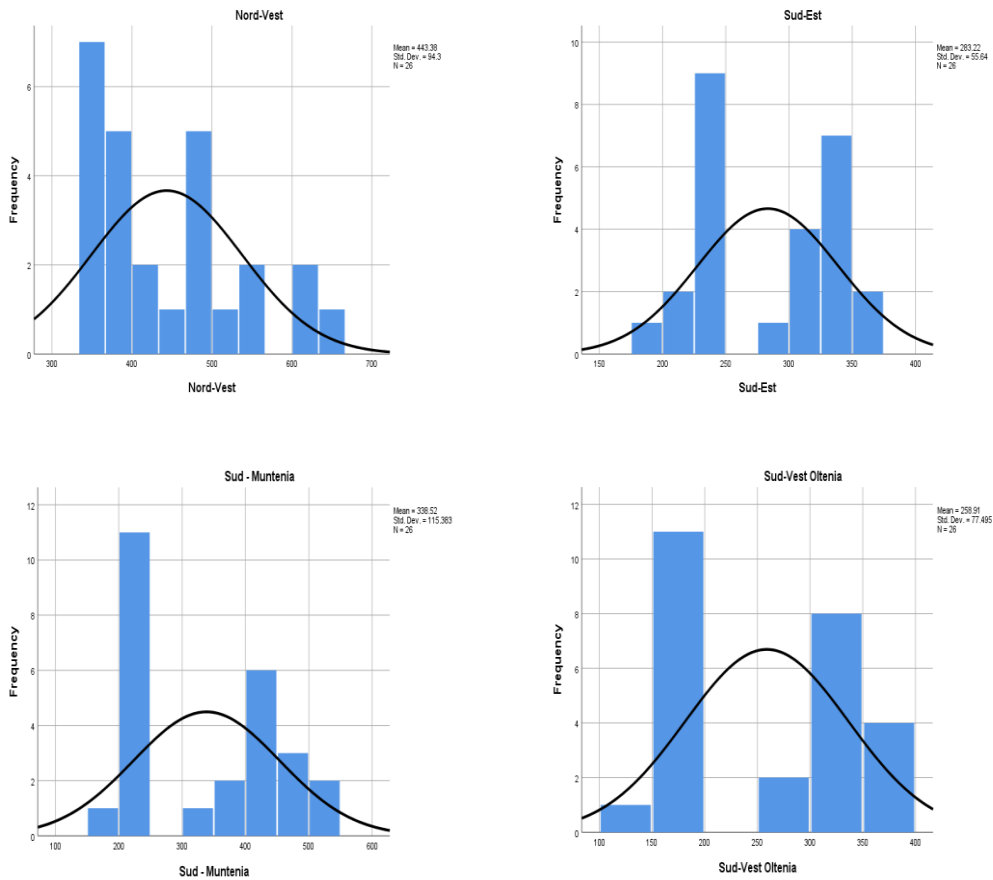 Nord-Vest
Mean = 443.38
Std. Dev. = 94.3
N = 26
Frequency
6
4
2
0
300 400 500 600 700
Nord-Vest
Sud-Est
Mean = 283.22
Std. Dev. = 55.64
N = 26
Frequency
10
8
6
4
2
0
150 200 250 300 350 400
Sud-Est
Sud - Muntenia
Mean = 338.52
Std. Dev. = 115.383
N = 26
Frequency
12
10
8
6
4
2
0
100 200 300 400 500 600
Sud - Muntenia
Sud-Vest Oltenia
Mean = 258.91
Std. Dev. = 77.495
N = 26
Frequency
12
10
8
6
4
2
0
100 150 200 250 300 350 400
Sud-Vest Oltenia